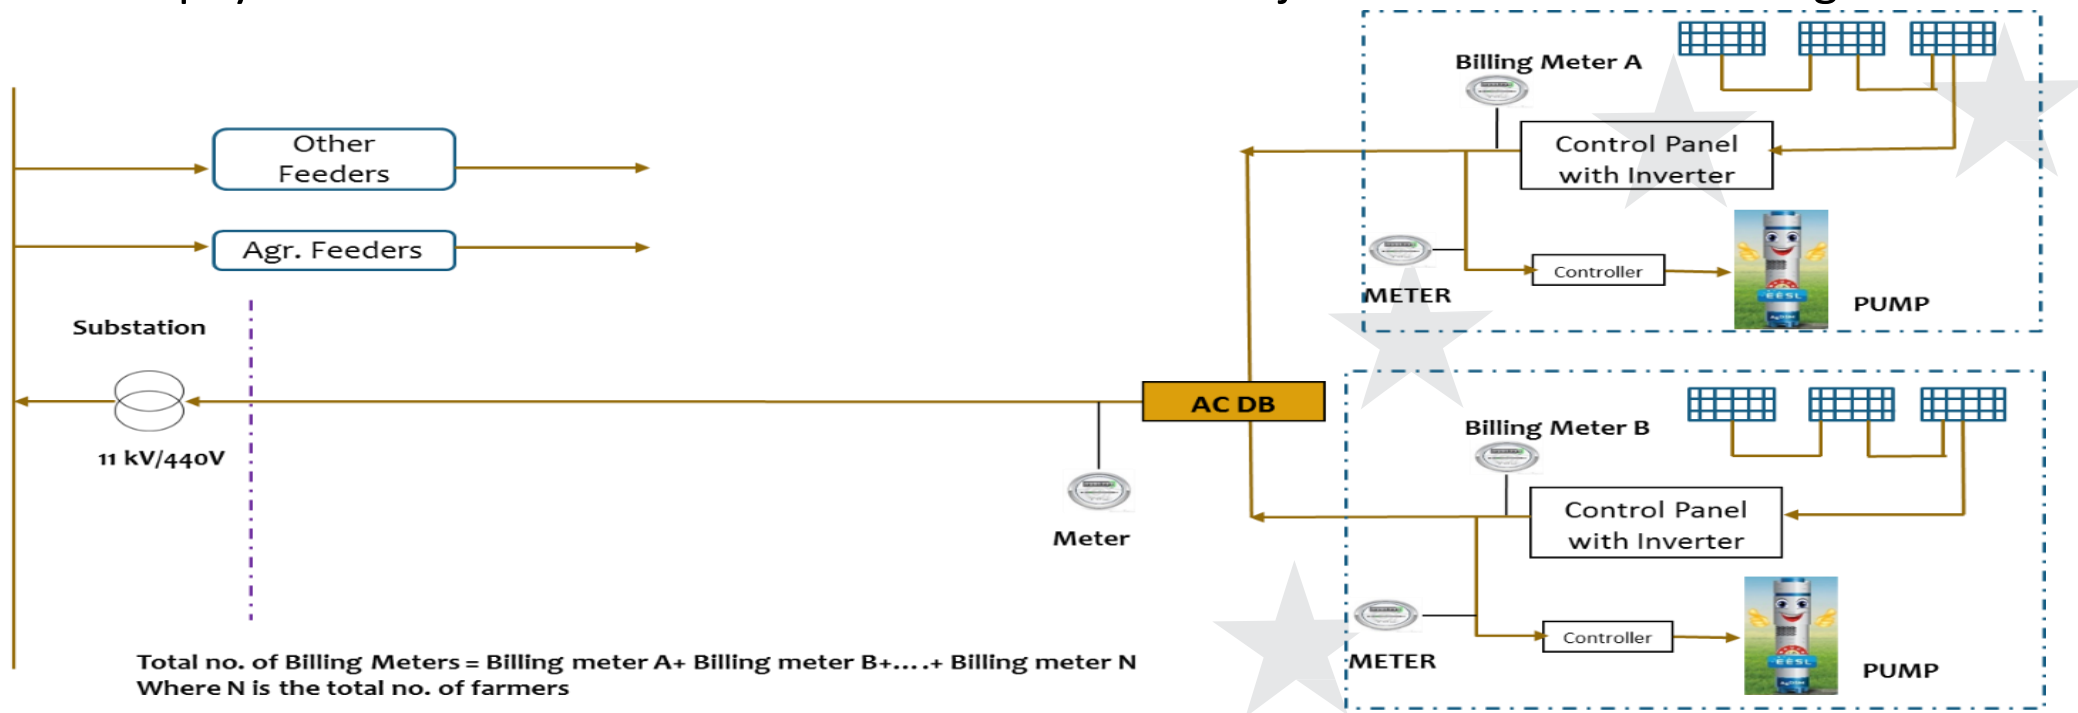 Billing Meter A
Other
Feeders
Control Panel
with Inverter
Agr. Feeders
Controller
METER
EESL
PUMP
Substation
AC DB
11 kV/440V
Billing Meter B
Control Panel
with Inverter
Meter
Controller
METER
EESL
PUMP
Total no. of Billing Meters = Billing meter A+ Billing meter B+....+ Billing meter N
Where N is the total no. of farmers